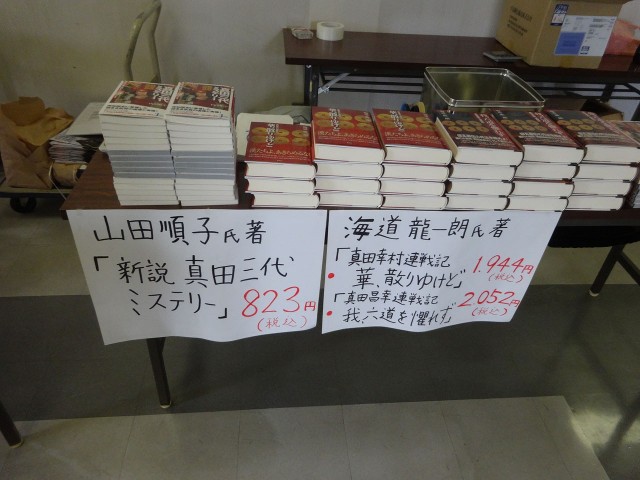 山田順子氏著
「新説 真田三代
ミステリー」 823円
(税込)
海道 龍一朗氏著
「真田幸村連戦記
・華、散りゆけど」 1.944円
(税込)
「真田昌幸連戦記
・我、六道を懼れず」 2.052円
(税込)